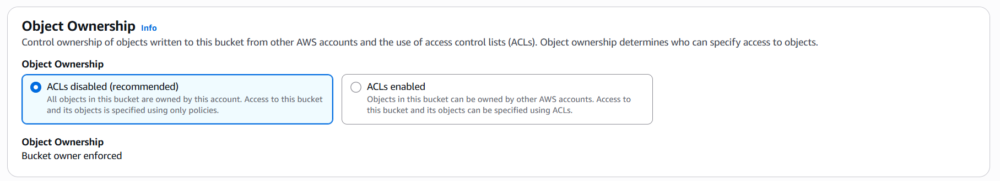 Object Ownership Info
Control ownership of objects written to this bucket from other AWS accounts and the use of access control lists (ACLs). Object ownership determines who can specify access to objects.
Object Ownership
ACLs disabled (recommended)
All objects in this bucket are owned by this account. Access to this bucket
and its objects is specified using only policies.
ACLs enabled
Objects in this bucket can be owned by other AWS accounts. Access to
this bucket and its objects can be specified using ACLs.
Object Ownership
Bucket owner enforced